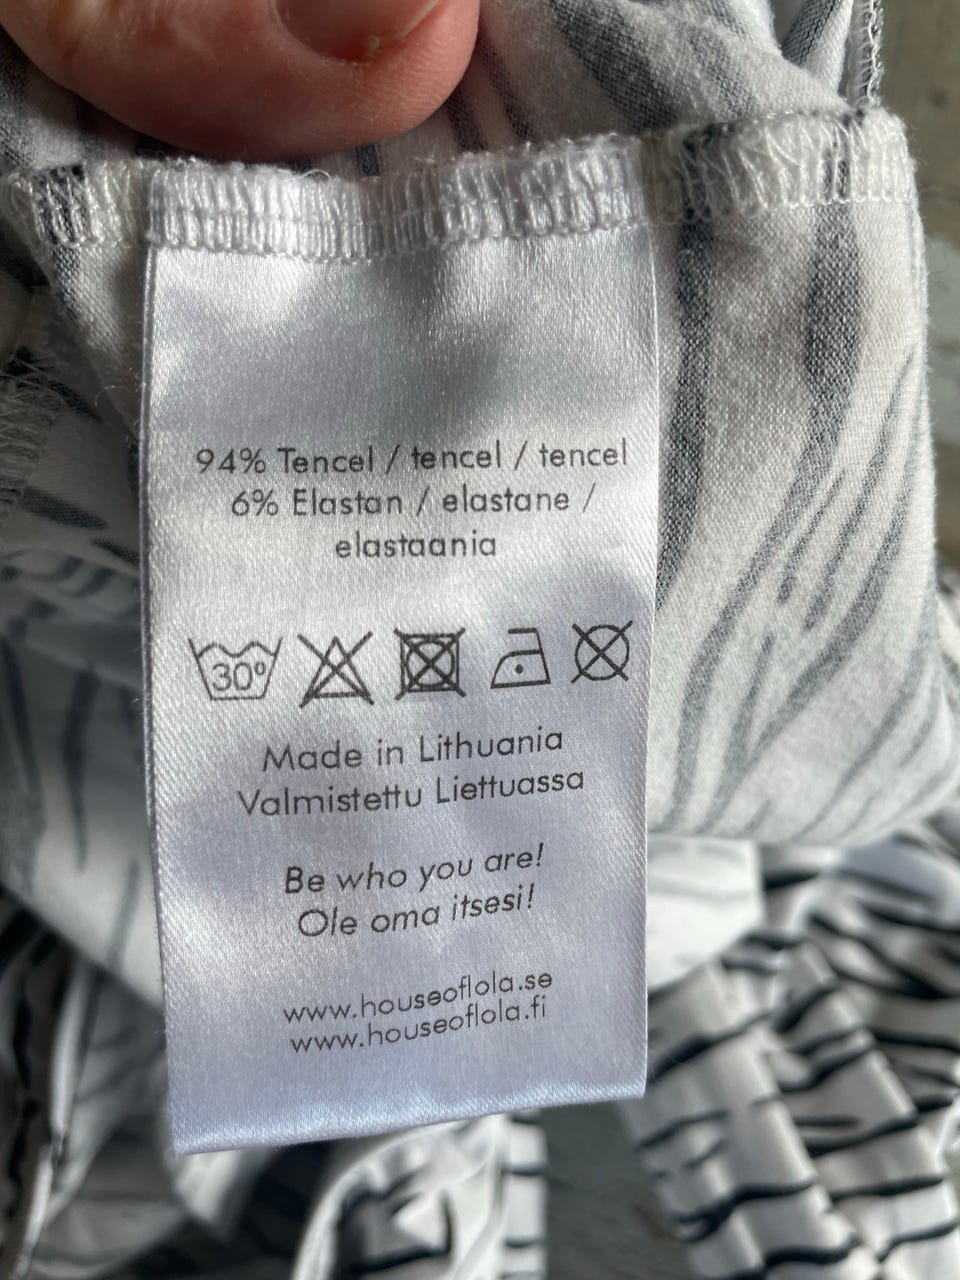 94% Tencel / tencel / tencel
6% Elastan / elastane /
elastaania
30°
Made in Lithuania
Valmistettu Liettuassa
Be who you are!
Ole oma itsesi!
www.houseoflola.se
www.houseoflola.fi